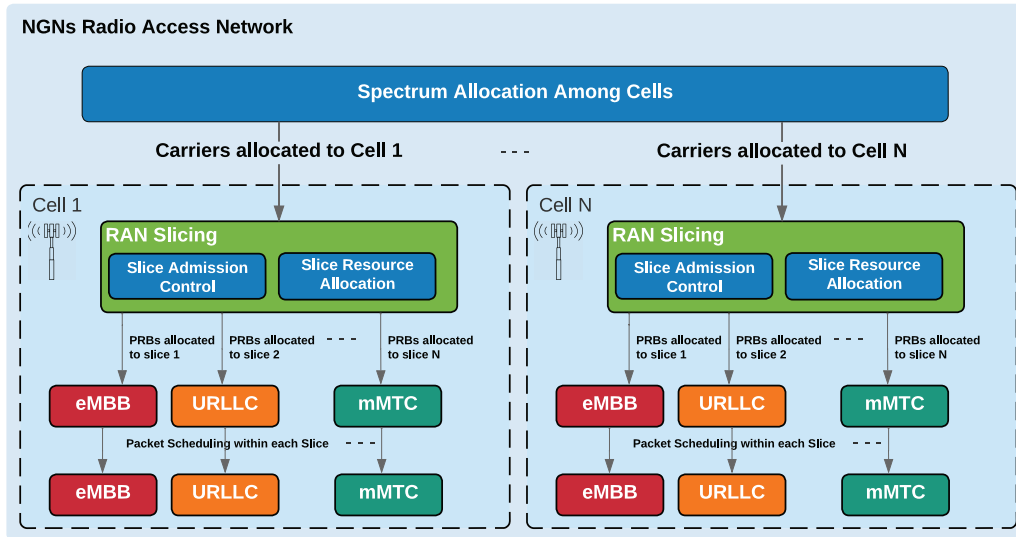 NGNs Radio Access Network
Spectrum Allocation Among Cells
Carriers allocated to Cell 1
Carriers allocated to Cell N
Cell 1
RAN Slicing
Slice Admission
Control
Slice Resource
Allocation
PRBs allocated
to slice 1
PRBs allocated
to slice 2
PRBs allocated
to slice N
eMBB
URLLC
mMTC
Packet Scheduling within each Slice
eMBB
URLLC
mMTC
Cell N
RAN Slicing
Slice Admission
Control
Slice Resource
Allocation
PRBs allocated
to slice 1
PRBs allocated
to slice 2
PRBs allocated
to slice N
eMBB
URLLC
mMTC
Packet Scheduling within each Slice
eMBB
URLLC
mMTC